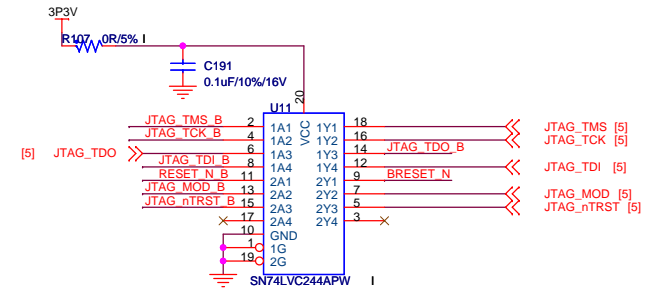 3P3V
R107 0R/5% I
C191
0.1uF/10%/16V
U11
20
VCC
JTAG_TMS_B 2 1A1 1Y1 18 JTAG_TMS [5]
JTAG_TCK_B 4 1A2 1Y2 16 JTAG_TCK [5]
[5] JTAG_TDO 6 1A3 1Y3 14 JTAG_TDO_B
JTAG_TDI_B 8 1A4 1Y4 12 JTAG_TDI [5]
RESET_N_B 11 2A1 2Y1 9 BRESET_N
JTAG_MOD_B 13 2A2 2Y2 7 JTAG_MOD [5]
JTAG_nTRST_B 15 2A3 2Y3 5 JTAG_nTRST [5]
17 2A4 2Y4 3
10 GND
1 1G
19 2G
SN74LVC244APW I